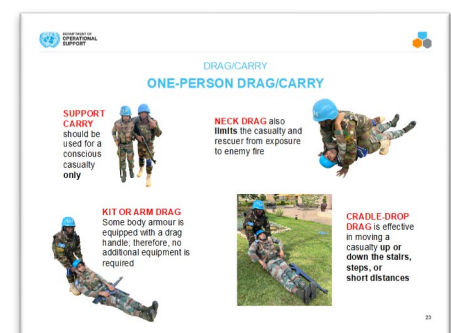 DEPARTMENT OF
OPERATIONAL
SUPPORT
DRAG/CARRY
ONE-PERSON DRAG/CARRY
SUPPORT
CARRY
should be
used for a
conscious
casualty
only
NECK DRAG also
limits the casualty and
rescuer from exposure
to enemy fire
KIT OR ARM DRAG
Some body armour is
equipped with a drag
handle; therefore, no
additional equipment is
required
CRADLE-DROP
DRAG is effective
in moving a
casualty up or
down the stairs,
steps, or
short distances
23